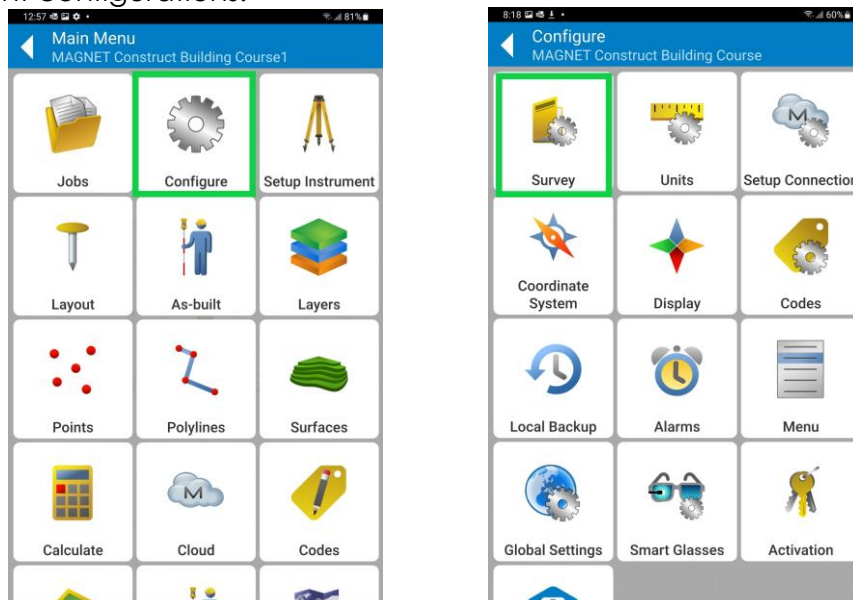 12:57
81%
Main Menu
MAGNET Construct Building Course1
Jobs
Configure
Setup Instrument
Layout
As-built
Layers
Points
Polylines
Surfaces
Calculate
Cloud
Codes
8:18
60%
Configure
MAGNET Construct Building Course
Survey
Units
Setup Connection
Coordinate
System
Display
Codes
Local Backup
Alarms
Menu
Global Settings
Smart Glasses
Activation